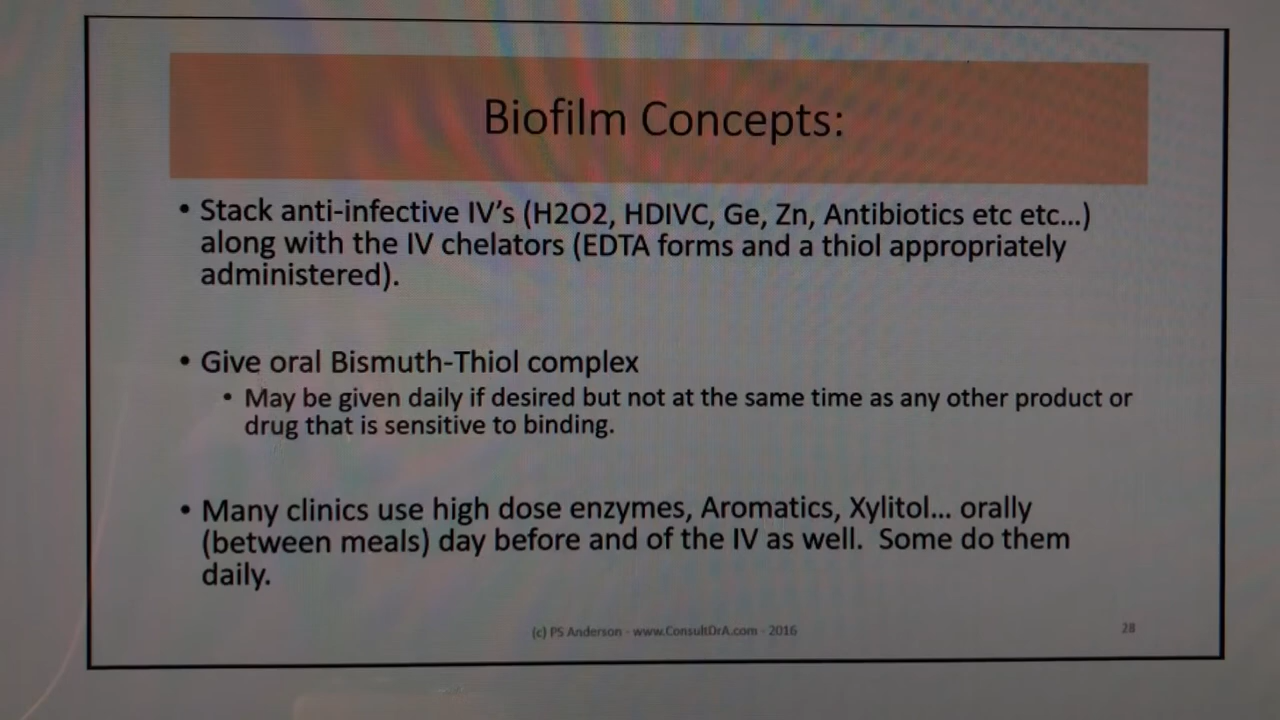 Biofilm Concepts:
• Stack anti-infective IV's (H2O2, HDIVC, Ge, Zn, Antibiotics etc etc...)
along with the IV chelators (EDTA forms and a thiol appropriately
administered).
• Give oral Bismuth-Thiol complex
• May be given daily if desired but not at the same time as any other product or
drug that is sensitive to binding.
• Many clinics use high dose enzymes, Aromatics, Xylitol... orally
(between meals) day before and of the IV as well.  Some do them
daily.
(c) PS Anderson - www.ConsultDrA.com - 2016
28